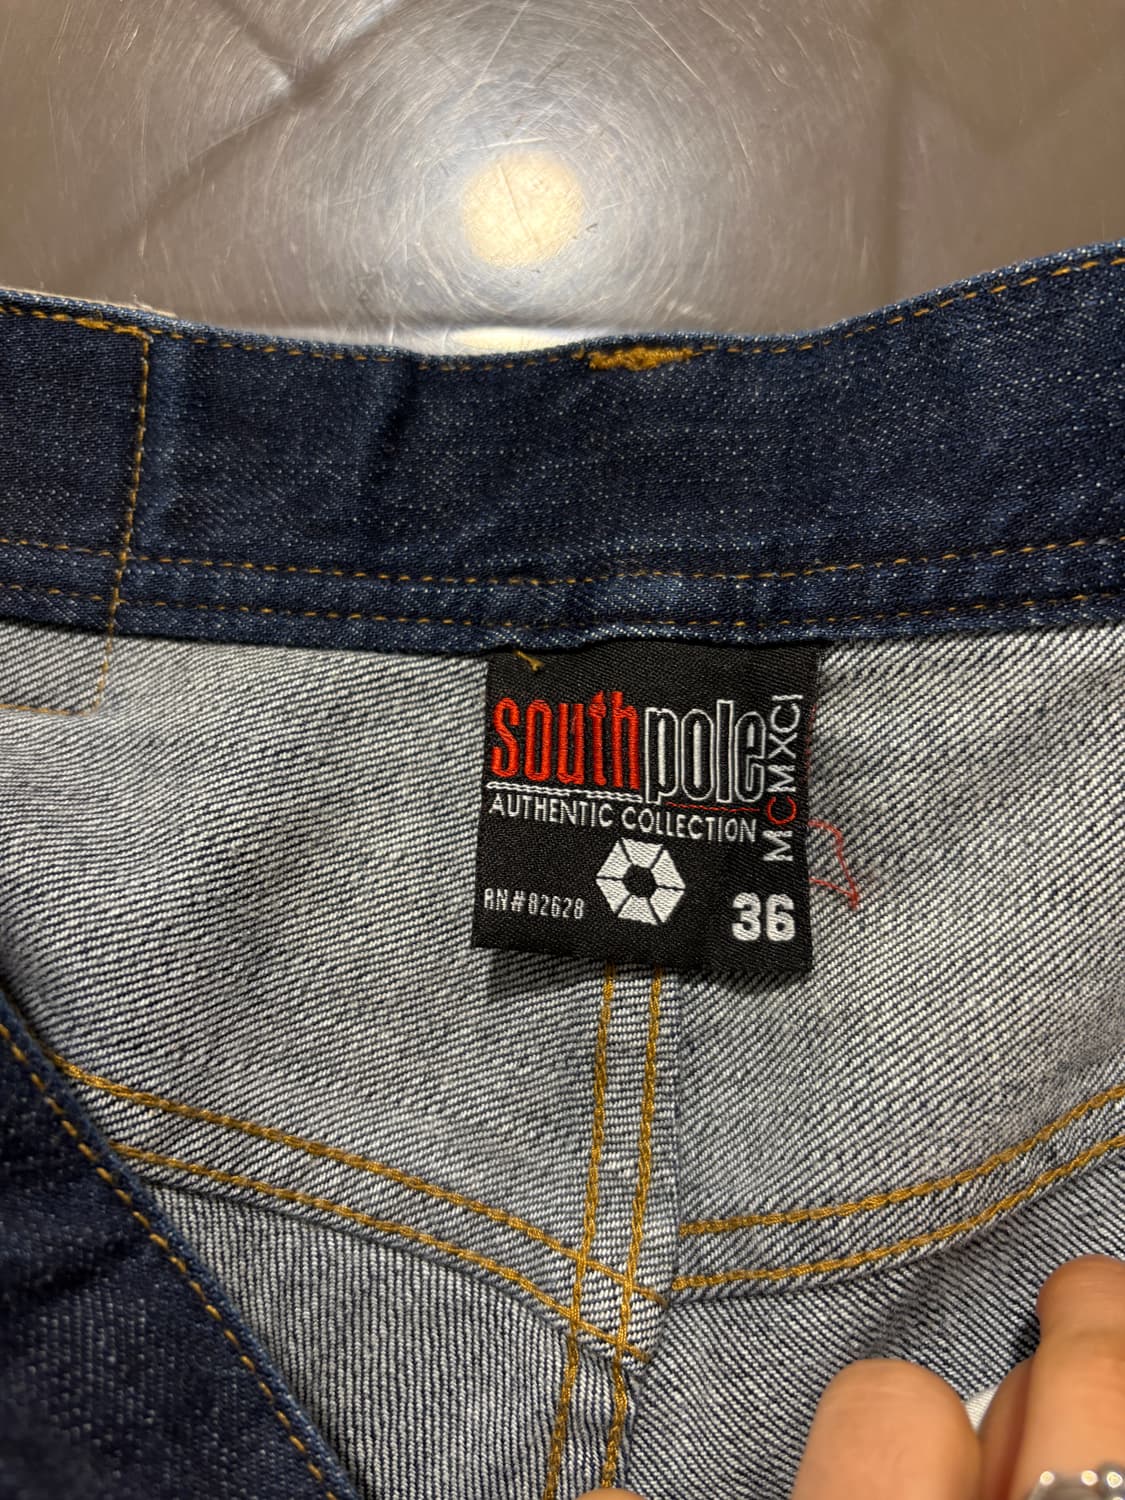 southpole
AUTHENTIC COLLECTION
MCMXCI
RN#82628
36